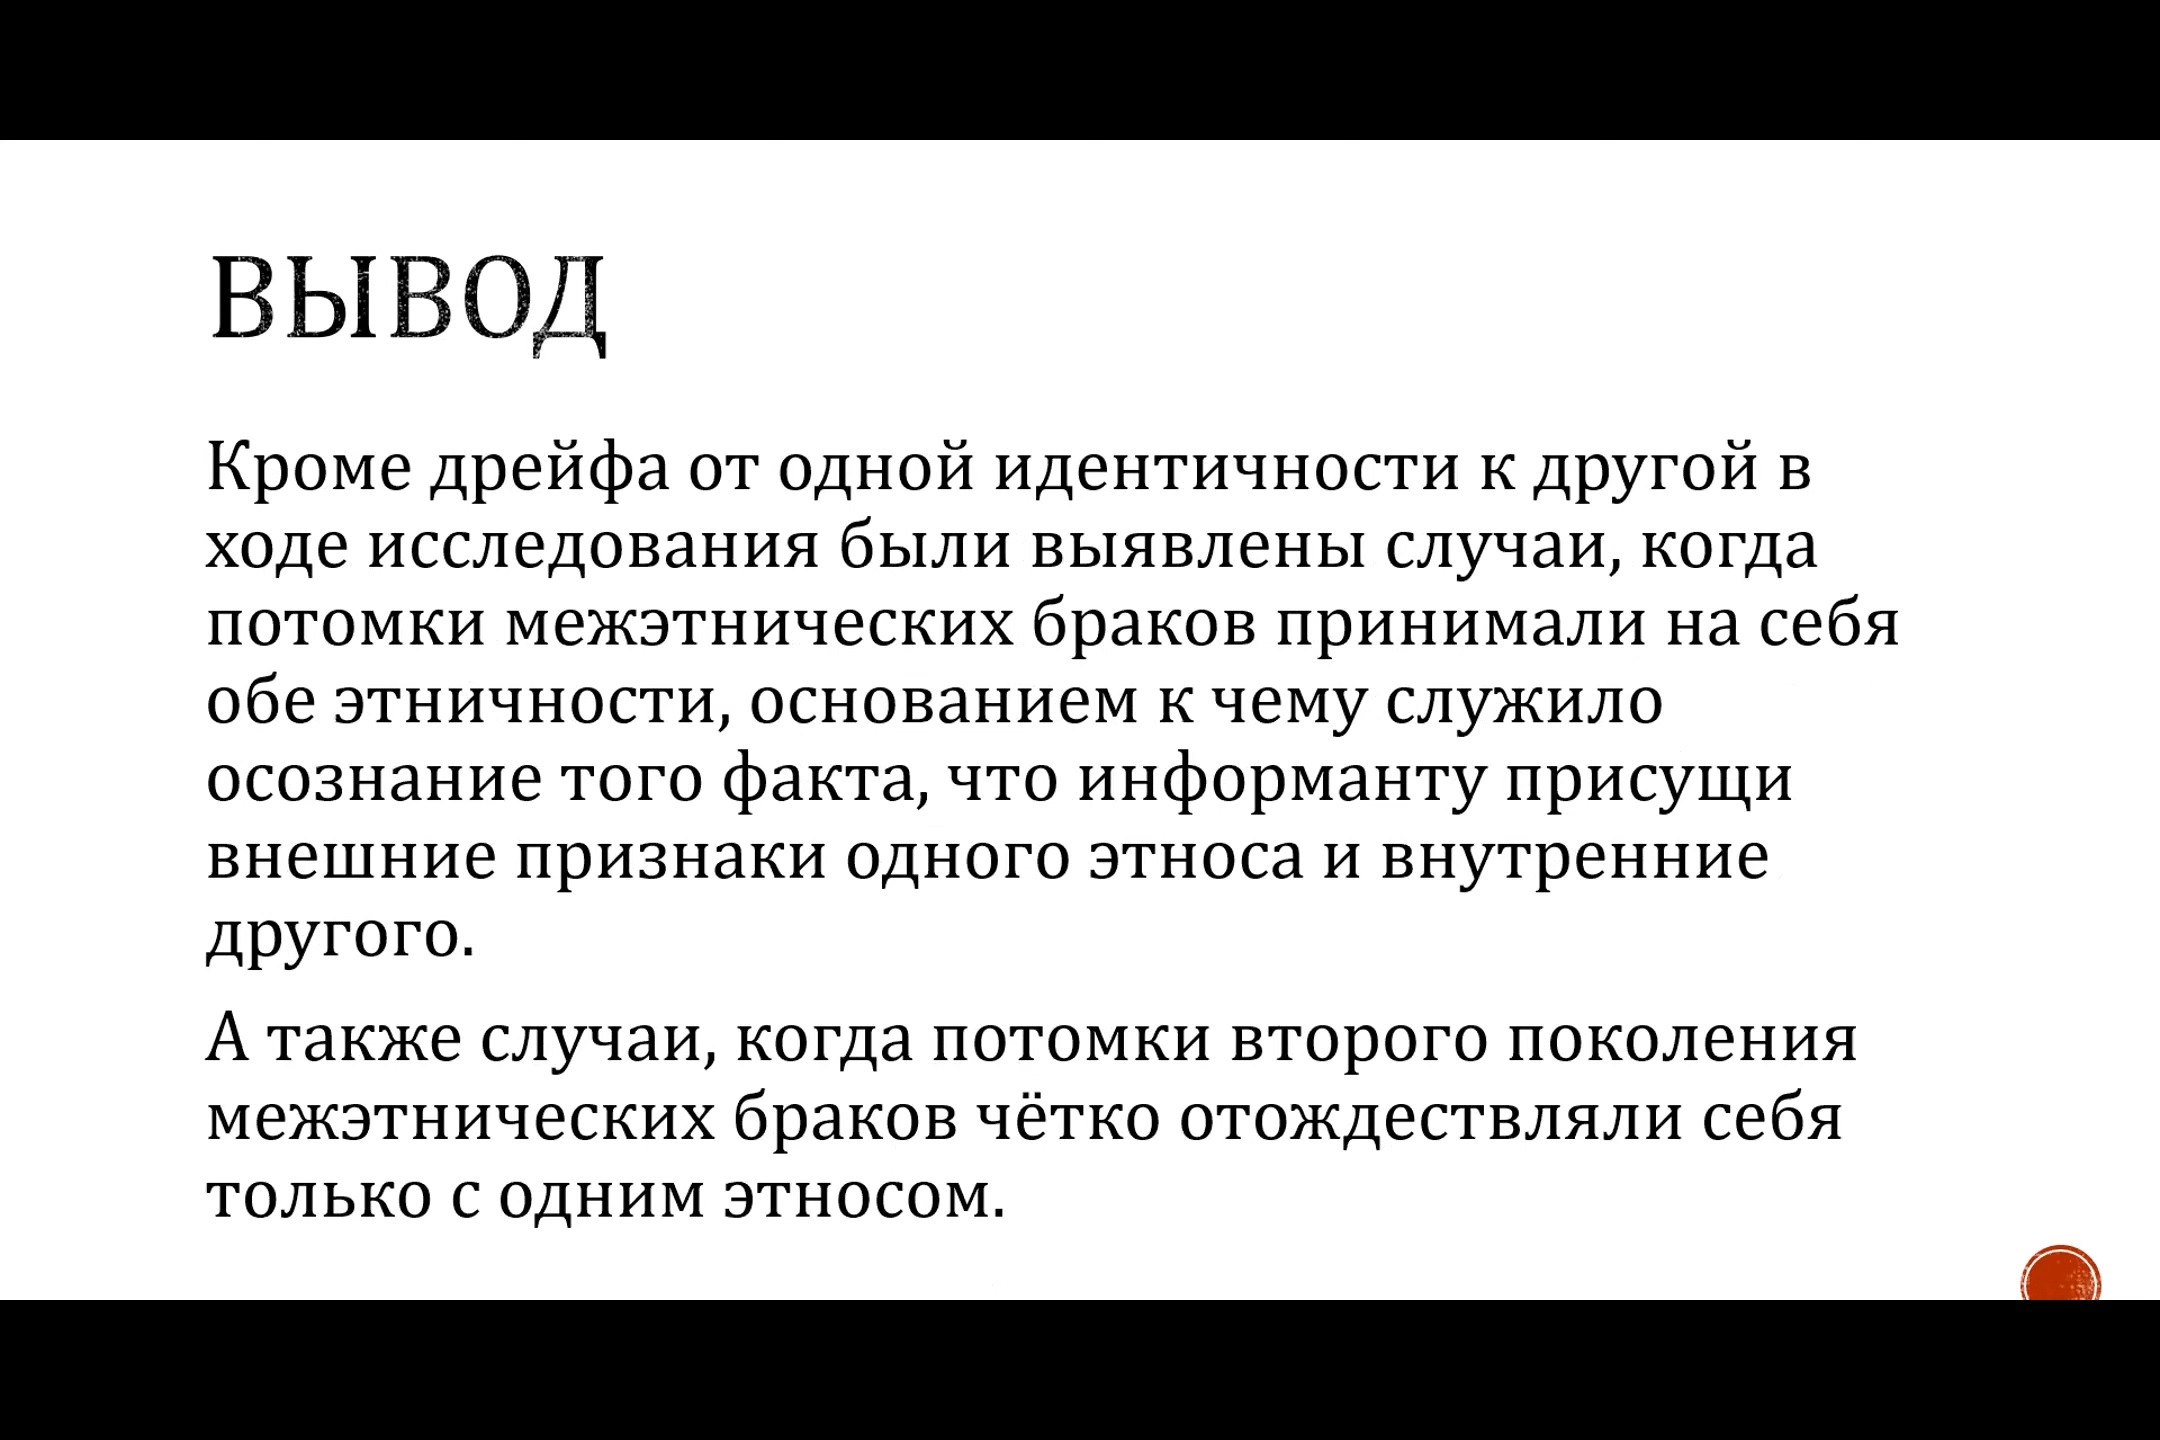 ВЫВОД
Кроме дрейфа от одной идентичности к другой в
ходе исследования были выявлены случаи, когда
потомки межэтнических браков принимали на себя
обе этничности, основанием к чему служило
осознание того факта, что информанту присущи
внешние признаки одного этноса и внутренние
другого.
А также случаи, когда потомки второго поколения
межэтнических браков чётко отождествляли себя
только с одним этносом.